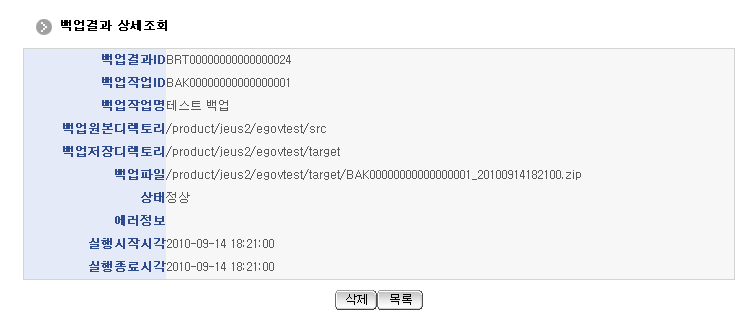 백업결과 상세조회
백업결과ID BRT00000000000000024
백업작업ID BAK00000000000000001
백업작업명 테스트 백업
백업원본디렉토리 /product/jeus2/egovtest/src
백업저장디렉토리 /product/jeus2/egovtest/target
백업파일 /product/jeus2/egovtest/target/BAK00000000000000001_20100914182100.zip
상태 정상
에러정보
실행시작시각 2010-09-14 18:21:00
실행종료시각 2010-09-14 18:21:00
삭제 목록